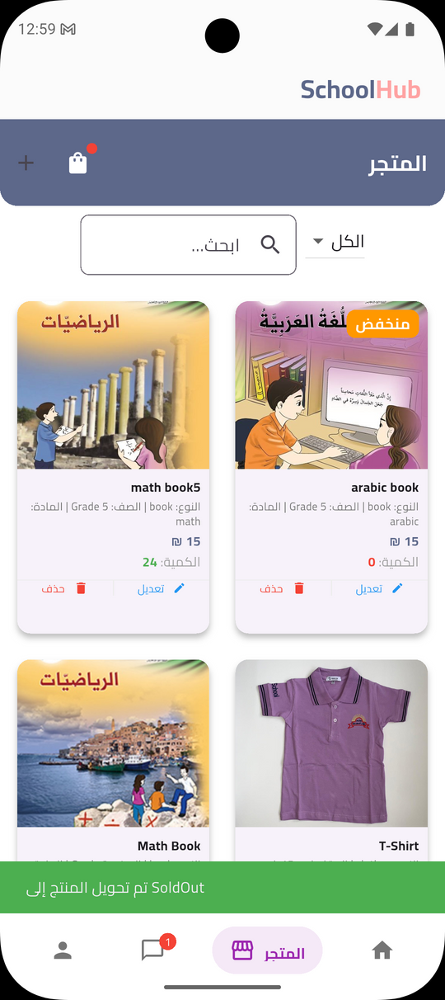 12:59
SchoolHub
المتجر
الكل
ابحث...
اللُّغَةُ العَرَبِيَّةُ
منخفض
arabic book
النوع: book | الصف: Grade 5 | المادة:
arabic
15 ₪
الكمية: 0
تعديل
حذف
الرياضيّات
math book5
النوع: book | الصف: Grade 5 | المادة:
math
15 ₪
الكمية: 24
تعديل
حذف
T-Shirt
الرياضيّات
Math Book
تم تحويل المنتج إلى SoldOut
المتجر
1